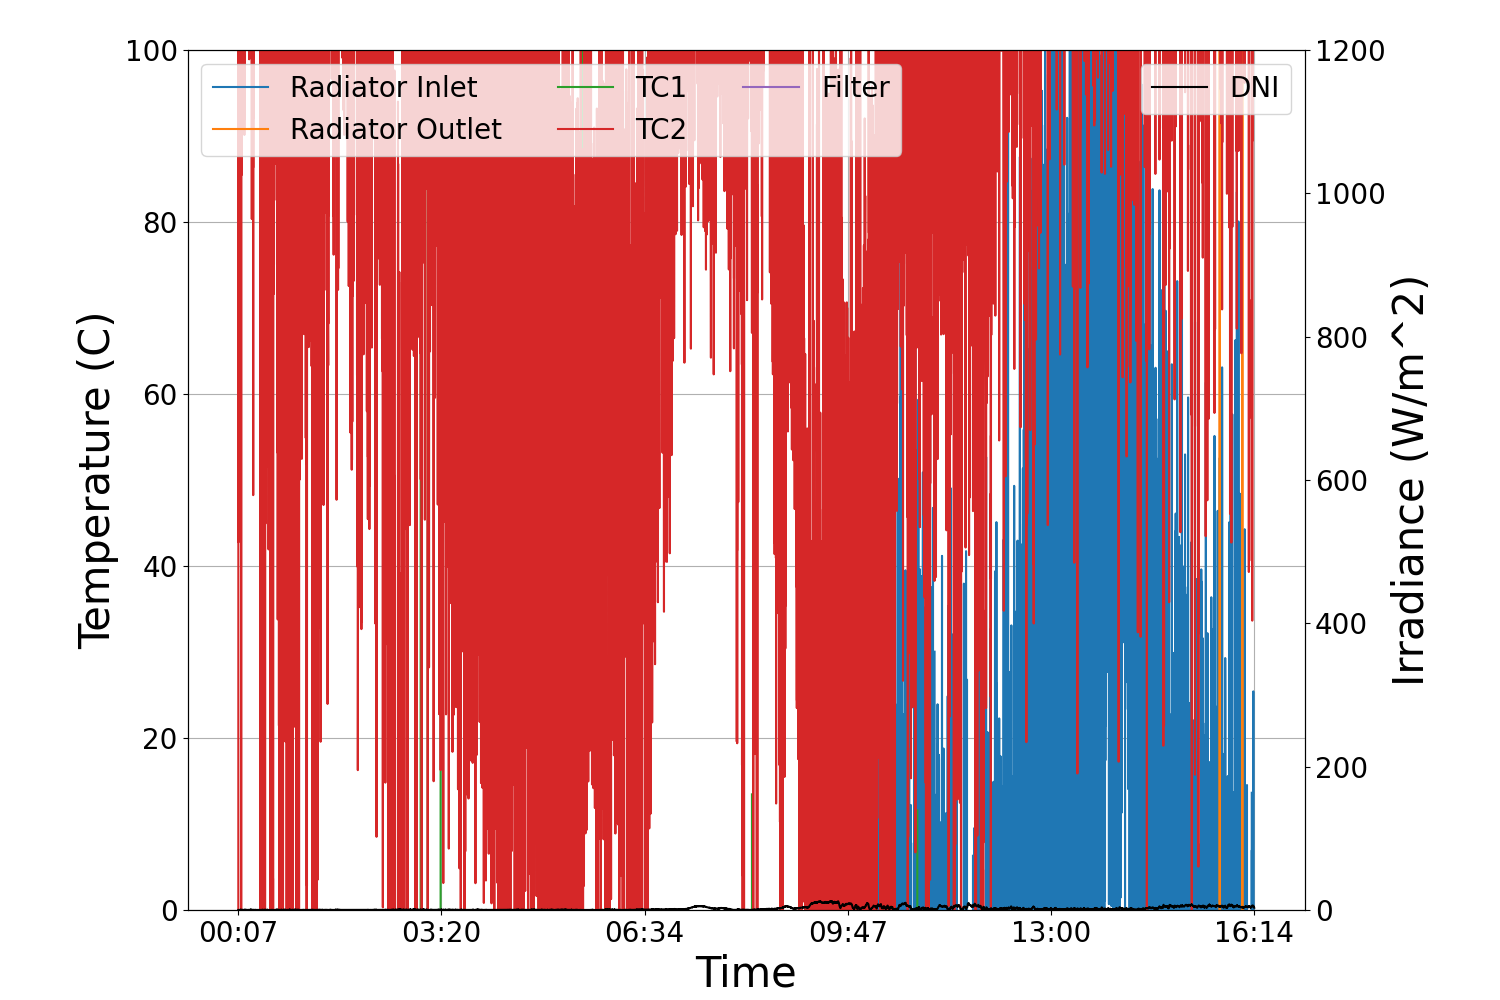 100
80
60
40
20
0
Temperature (C)
Radiator Inlet
Radiator Outlet
TC1
TC2
Filter
DNI
1200
1000
800
600
400
200
0
Irradiance (W/m^2)
00:07
03:20
06:34
09:47
13:00
16:14
Time